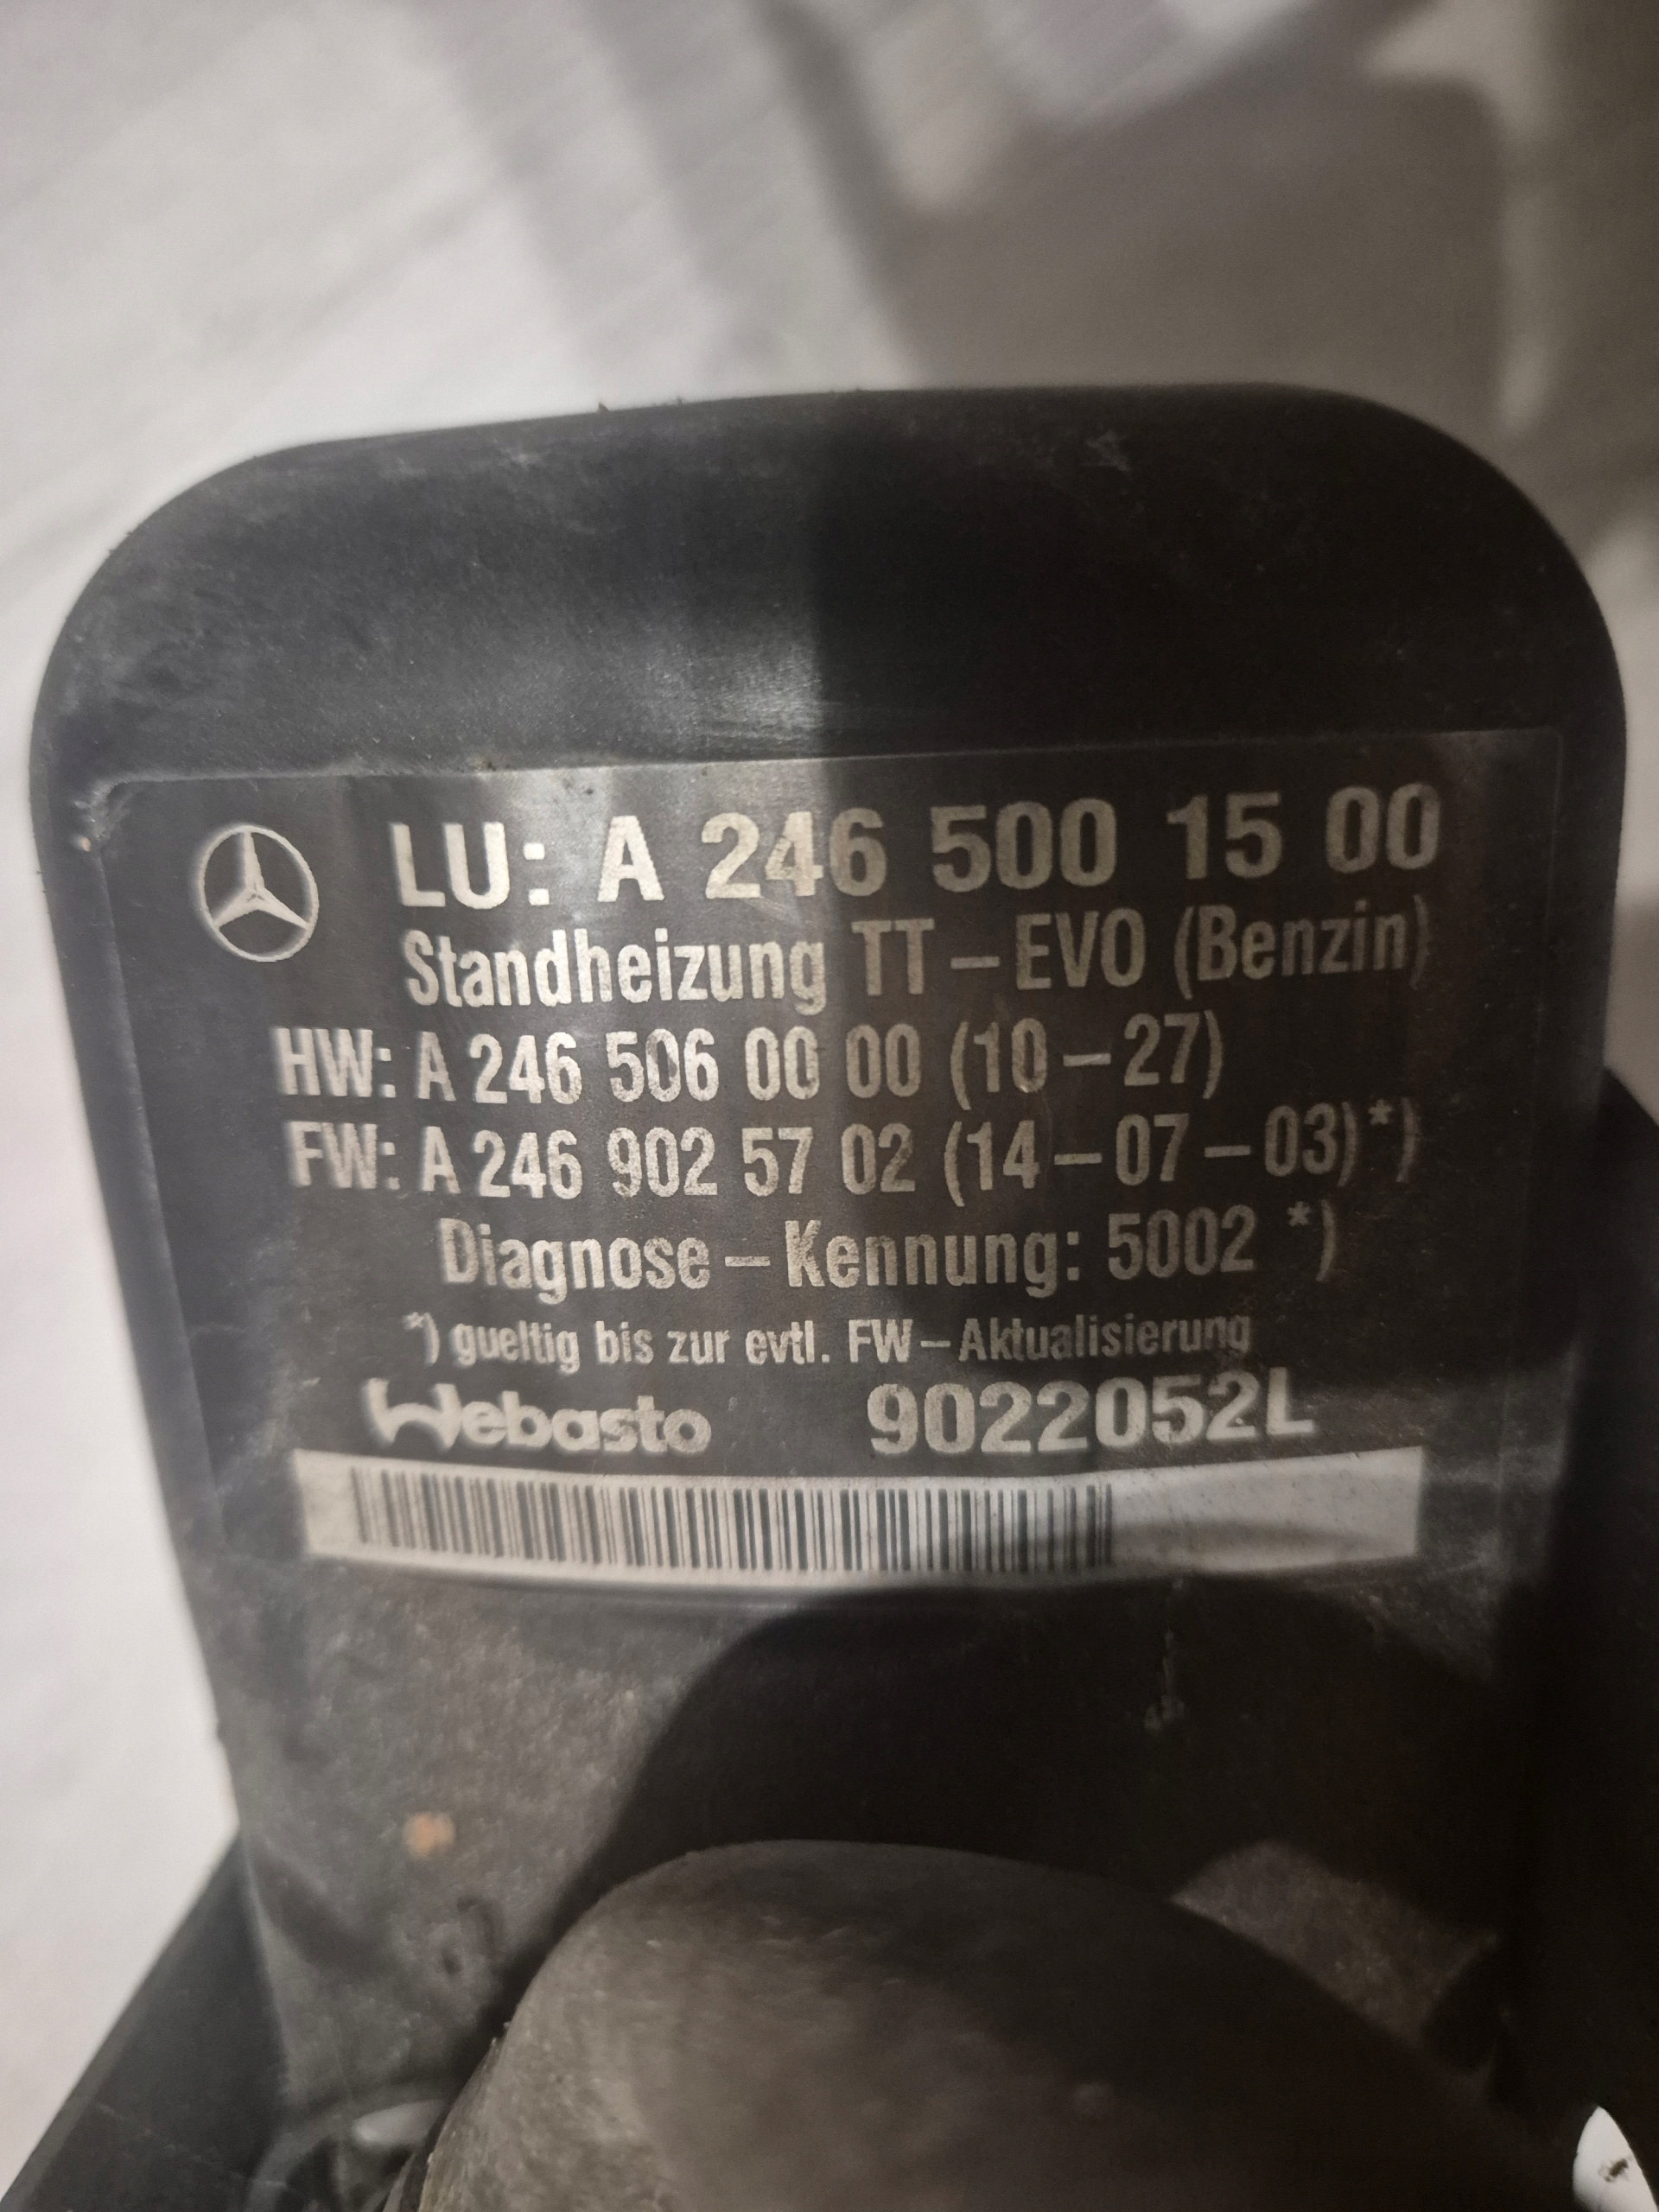 LU: A 246 500 15 00
Standheizung TT-EVO (Benzin)
HW: A 246 506 00 00 (10-27)
FW: A 246 902 57 02 (14-07-03)*)
Diagnose-Kennung: 5002 *)
*) gueltig bis zur evtl. FW-Aktualisierung
Webasto 9022052L